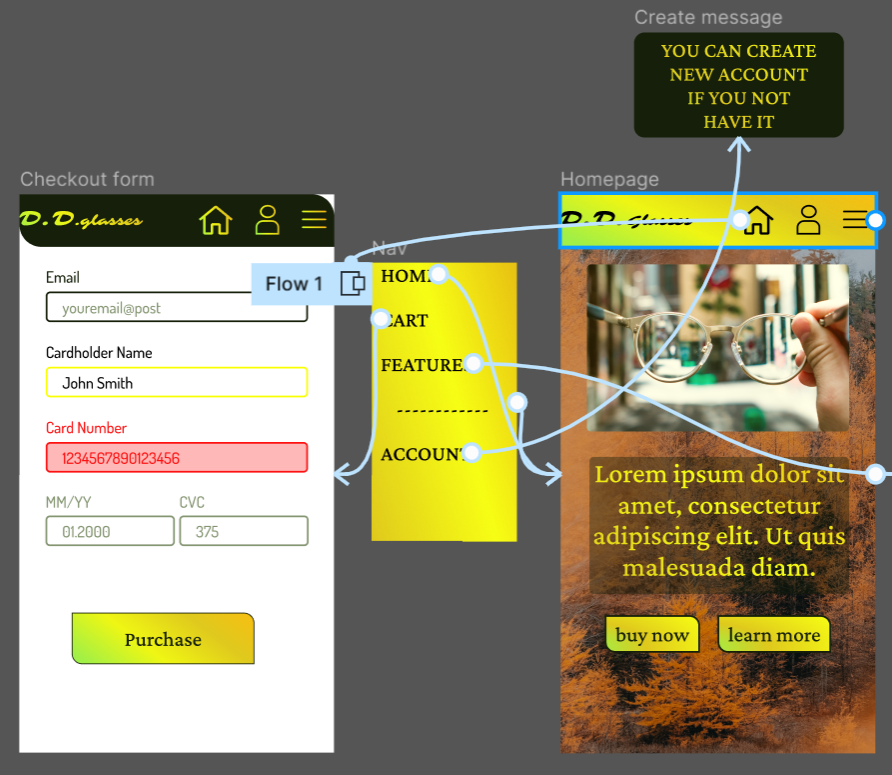 Create message
YOU CAN CREATE
NEW ACCOUNT
IF YOU NOT
HAVE IT
Checkout form
D.D.glasses
Email
youremail@post
Cardholder Name
John Smith
Card Number
1234567890123456
MM/YY CVC
01.2000 375
Purchase
Flow 1
Nav
HOME
CART
FEATURE
------------
ACCOUNT
Homepage
D.D.Glasses
Lorem ipsum dolor sit
amet, consectetur
adipiscing elit. Ut quis
malesuada diam.
buy now
learn more